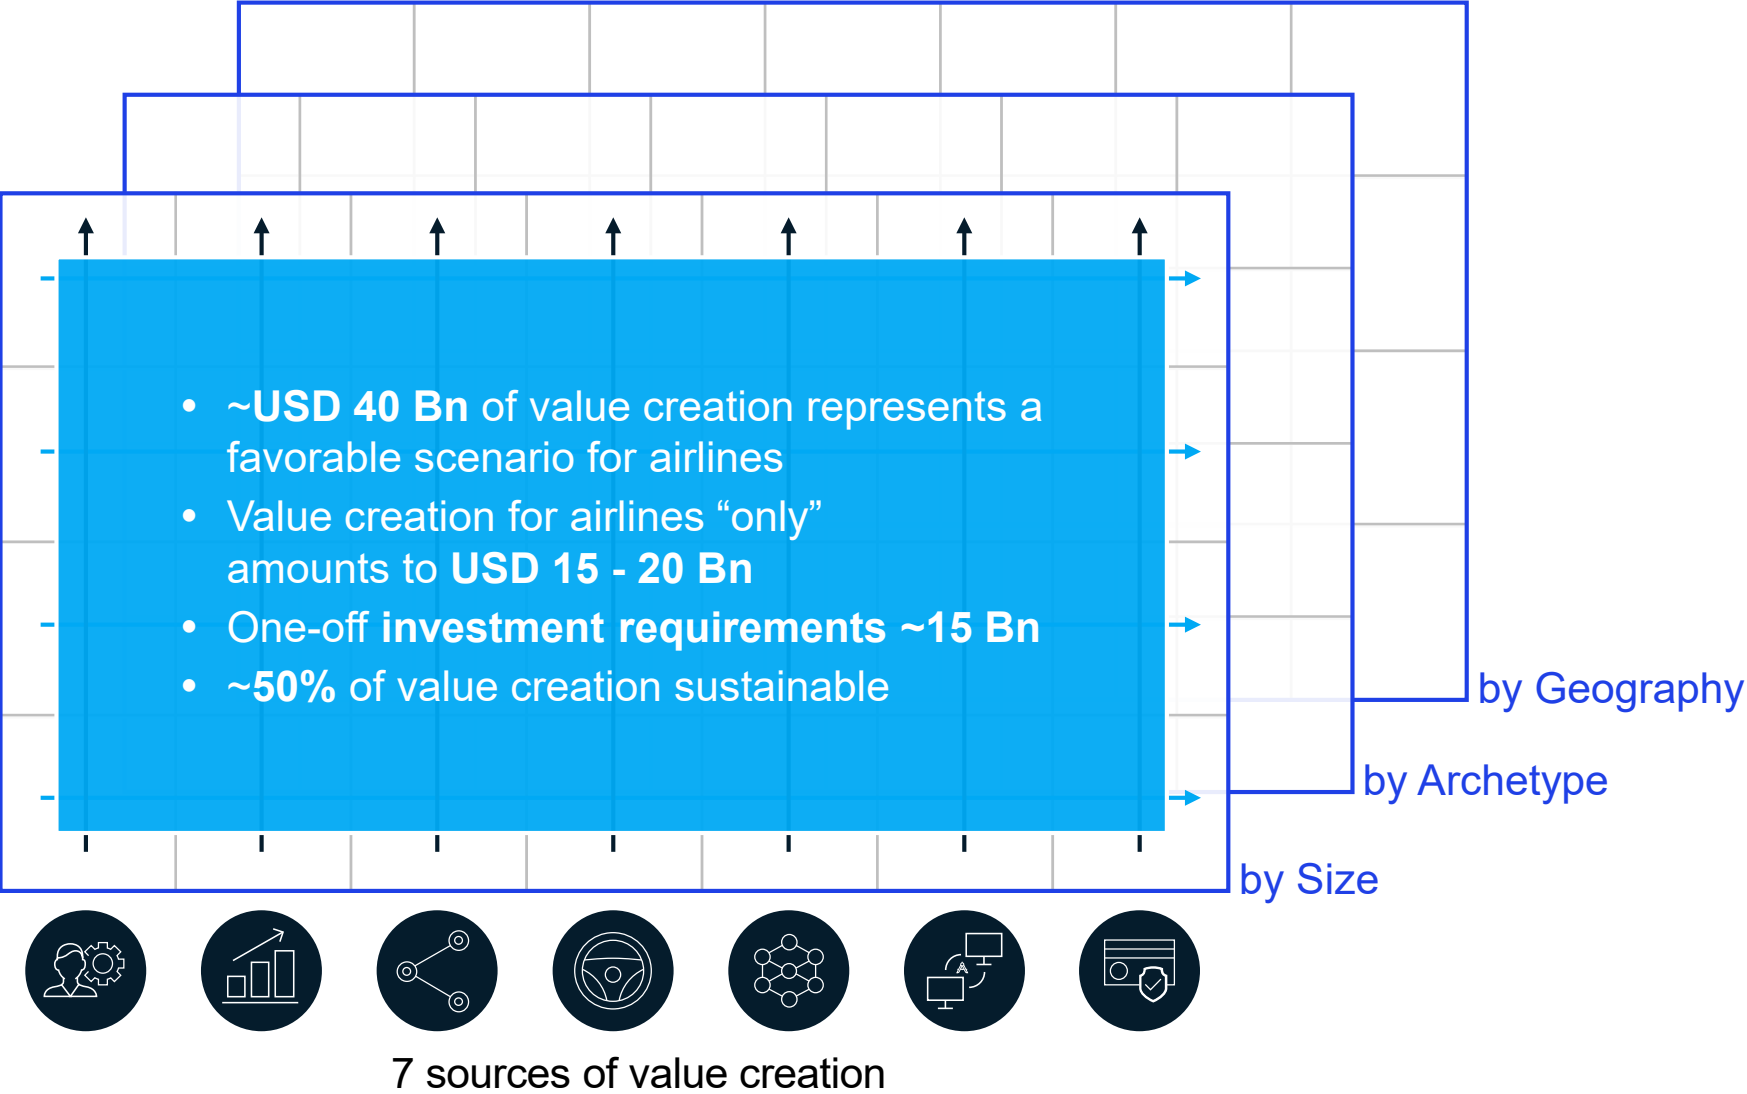 • ~USD 40 Bn of value creation represents a
favorable scenario for airlines
• Value creation for airlines “only”
amounts to USD 15 - 20 Bn
• One-off investment requirements ~15 Bn
• ~50% of value creation sustainable
by Geography
by Archetype
by Size
7 sources of value creation